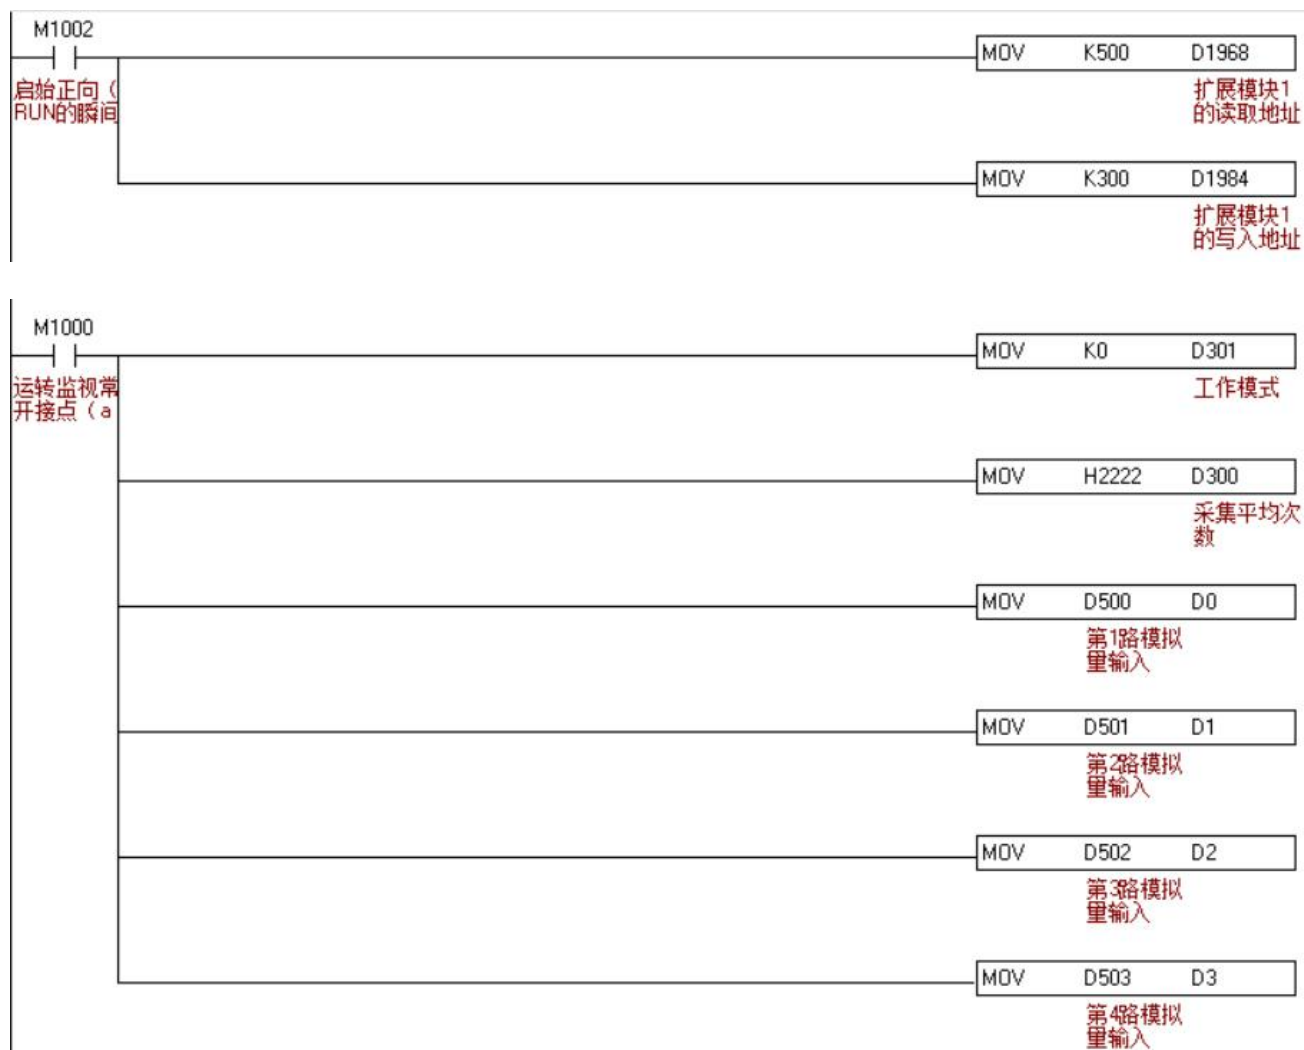 M1002
MOV K500 D1968
启始正向（
RUN的瞬间
扩展模块1
的读取地址
MOV K300 D1984
扩展模块1
的写入地址
M1000
MOV K0 D301
运转监视常
开接点（a
工作模式
MOV H2222 D300
采集平均次
数
MOV D500 D0
第1路模拟
量输入
MOV D501 D1
第2路模拟
量输入
MOV D502 D2
第3路模拟
量输入
MOV D503 D3
第4路模拟
量输入